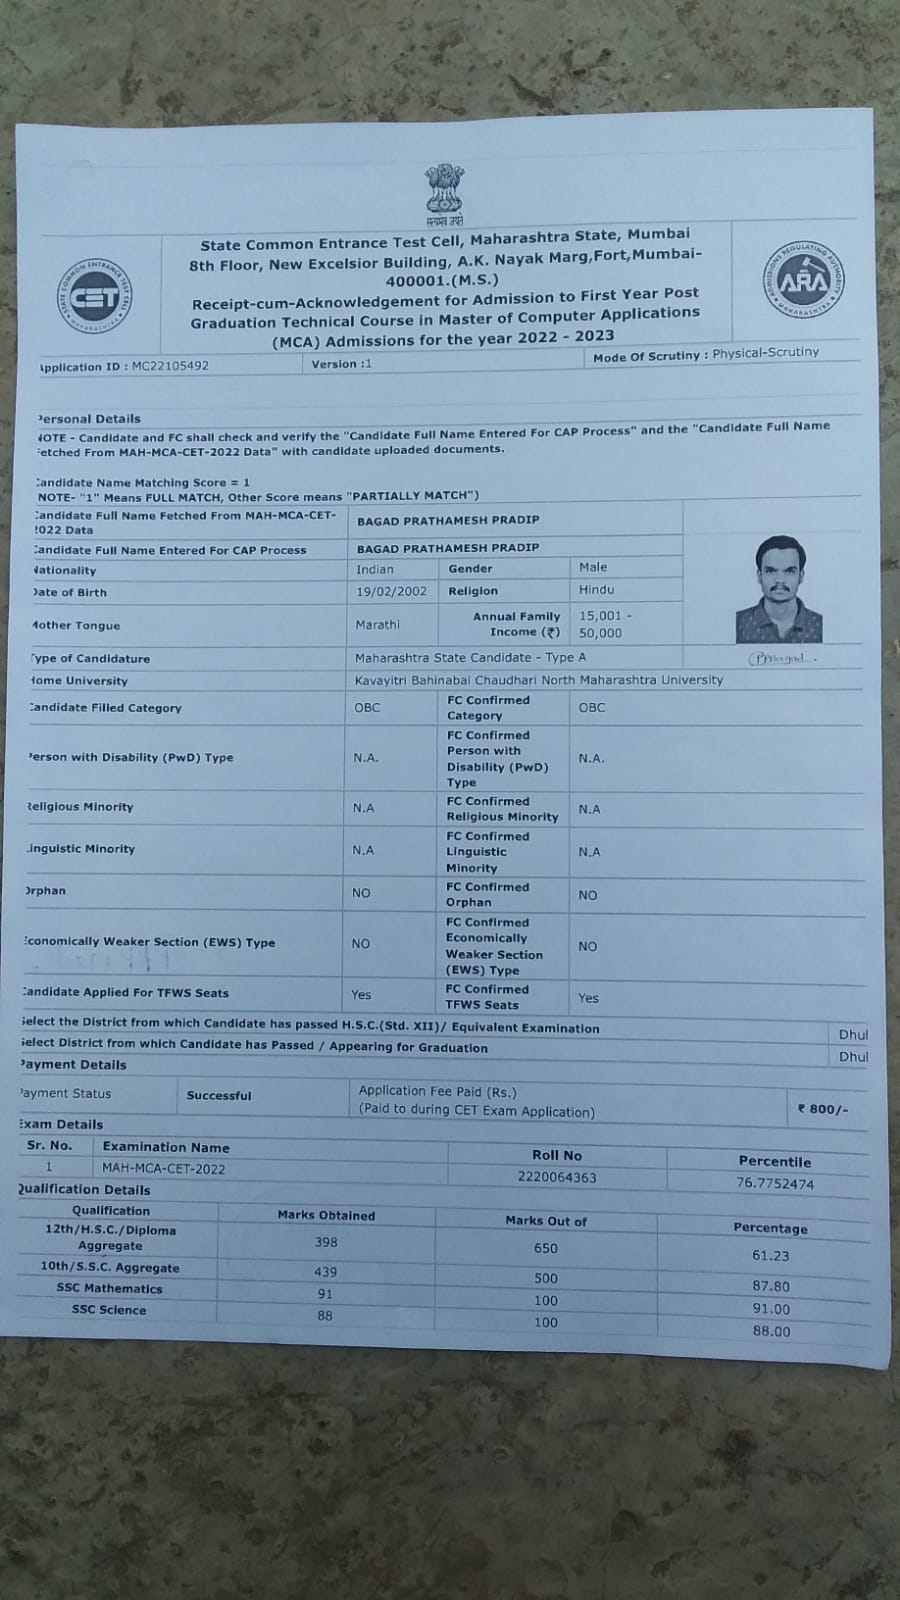 सत्यमेव जयते
State Common Entrance Test Cell, Maharashtra State, Mumbai
8th Floor, New Excelsior Building, A.K. Nayak Marg,Fort,Mumbai-
400001.(M.S.)
Receipt-cum-Acknowledgement for Admission to First Year Post
Graduation Technical Course in Master of Computer Applications
(MCA) Admissions for the year 2022 - 2023
STATE COMMON ENTRANCE TEST CELL
CET
MAHARASHTRA
ADMISSIONS REGULATING AUTHORITY
ARA
MAHARASHTRA
pplication ID : MC22105492 Version :1 Mode Of Scrutiny : Physical-Scrutiny
ersonal Details
OTE - Candidate and FC shall check and verify the "Candidate Full Name Entered For CAP Process" and the "Candidate Full Name
etched From MAH-MCA-CET-2022 Data" with candidate uploaded documents.
andidate Name Matching Score = 1
NOTE- "1" Means FULL MATCH, Other Score means "PARTIALLY MATCH")
andidate Full Name Fetched From MAH-MCA-CET-
2022 Data BAGAD PRATHAMESH PRADIP
andidate Full Name Entered For CAP Process BAGAD PRATHAMESH PRADIP
ationality Indian Gender Male
ate of Birth 19/02/2002 Religion Hindu
other Tongue Marathi Annual Family Income (₹) 15,001 - 50,000
ype of Candidature Maharashtra State Candidate - Type A
PPBagad.
ome University Kavayitri Bahinabai Chaudhari North Maharashtra University
andidate Filled Category OBC FC Confirmed Category OBC
erson with Disability (PwD) Type N.A. FC Confirmed Person with Disability (PwD) Type N.A.
eligious Minority N.A FC Confirmed Religious Minority N.A
inguistic Minority N.A FC Confirmed Linguistic Minority N.A
rphan NO FC Confirmed Orphan NO
conomically Weaker Section (EWS) Type NO FC Confirmed Economically Weaker Section (EWS) Type NO
andidate Applied For TFWS Seats Yes FC Confirmed TFWS Seats Yes
elect the District from which Candidate has passed H.S.C.(Std. XII)/ Equivalent Examination Dhul
elect District from which Candidate has Passed / Appearing for Graduation Dhul
ayment Details
ayment Status Successful Application Fee Paid (Rs.)
(Paid to during CET Exam Application) ₹ 800/-
xam Details
Sr. No. Examination Name Roll No Percentile
1 MAH-MCA-CET-2022 2220064363 76.7752474
ualification Details
Qualification Marks Obtained Marks Out of Percentage
12th/H.S.C./Diploma
Aggregate 398 650 61.23
10th/S.S.C. Aggregate 439 500 87.80
SSC Mathematics 91 100 91.00
SSC Science 88 100 88.00